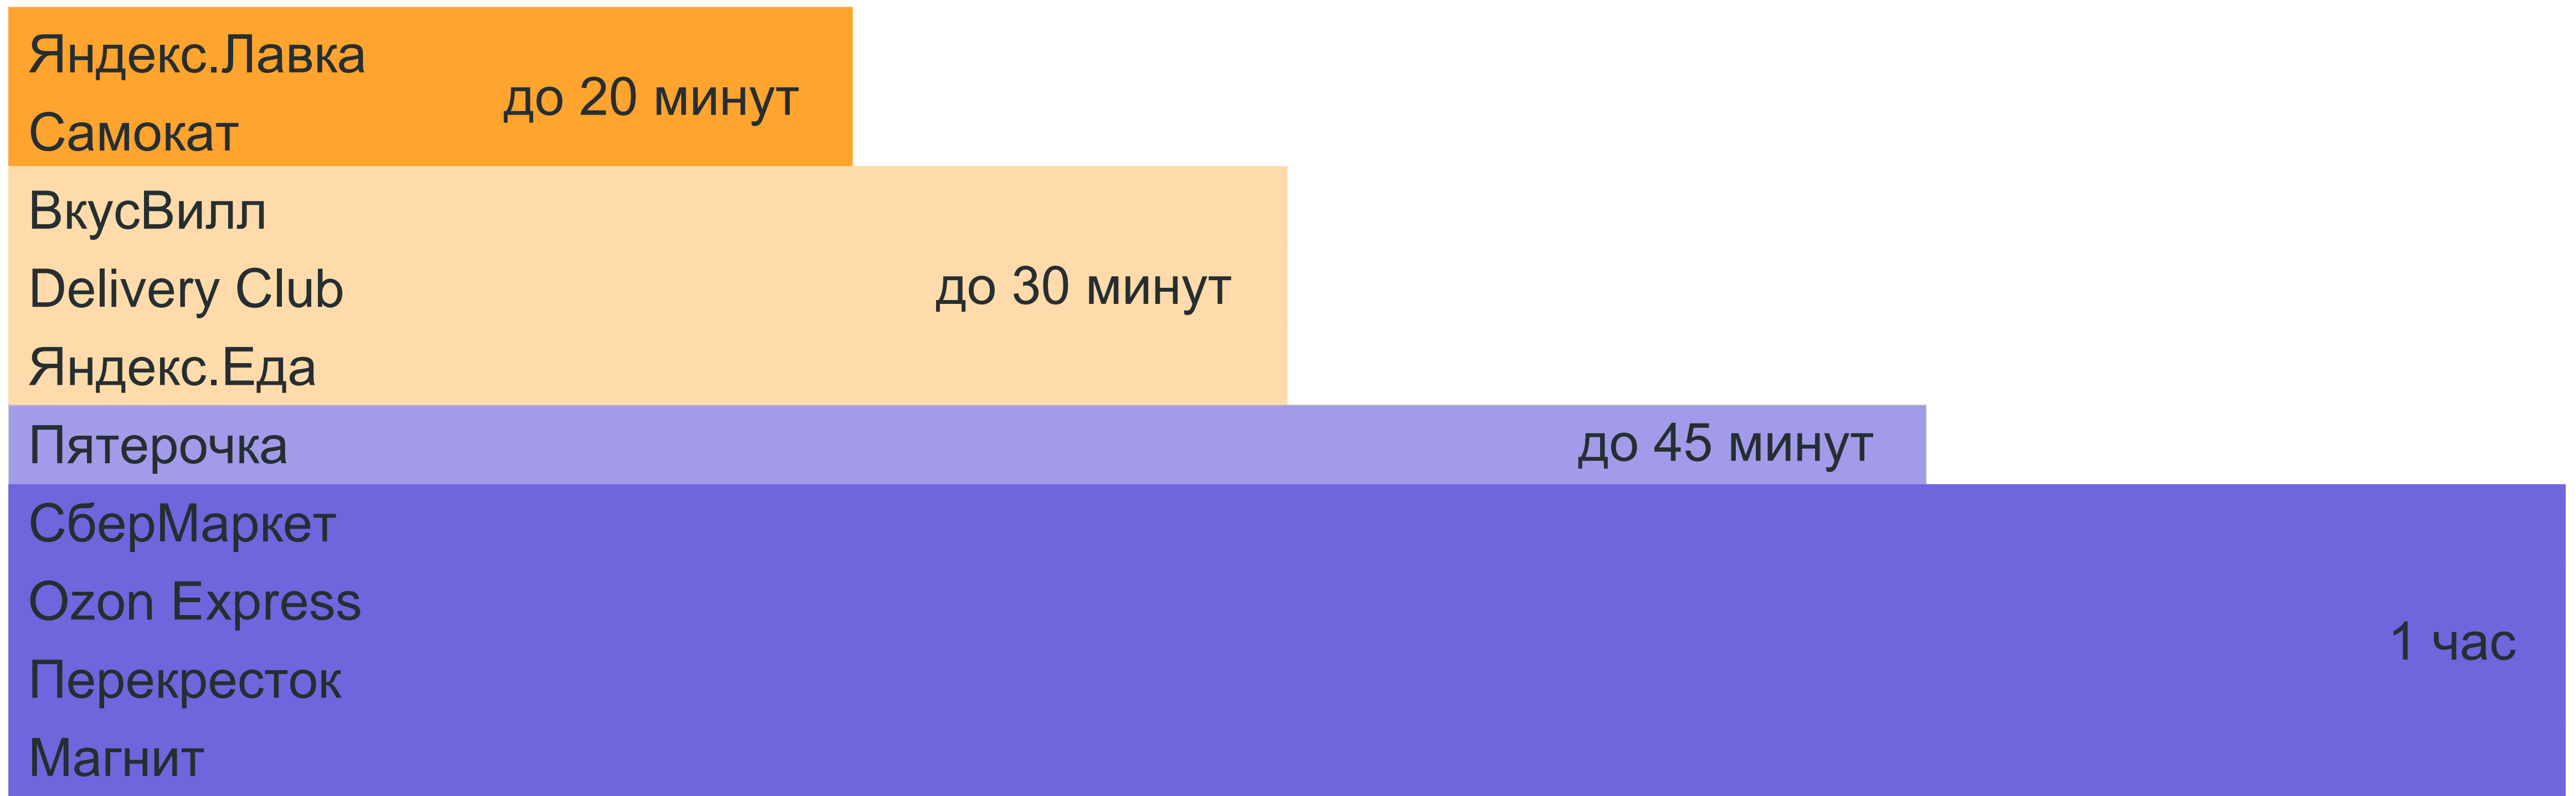 Яндекс.Лавка
Самокат
до 20 минут
ВкусВилл
Delivery Club
Яндекс.Еда
до 30 минут
Пятерочка
до 45 минут
СберМаркет
Ozon Express
Перекресток
Магнит
1 час